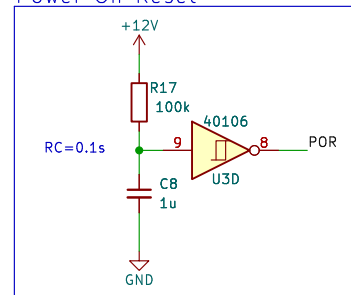 Power On Reset
+12V
R17
100k
40106
RC=0.1s
9
8
POR
U3D
C8
1u
GND